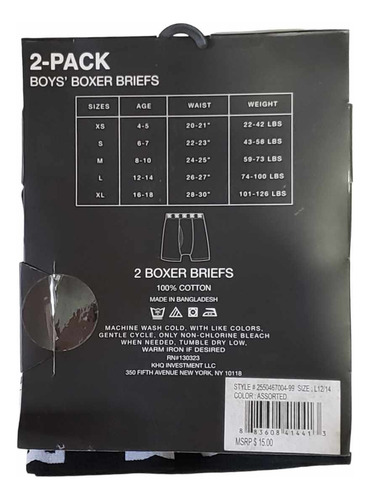 2-PACK
BOYS' BOXER BRIEFS
SIZES AGE WAIST WEIGHT
XS 4-5 20-21" 22-42 LBS
S 6-7 22-23" 43-58 LBS
M 8-10 24-25" 59-73 LBS
L 12-14 26-27" 74-100 LBS
XL 16-18 28-30" 101-126 LBS
2 BOXER BRIEFS
100% COTTON
MADE IN BANGLADESH
MACHINE WASH COLD, WITH LIKE COLORS,
GENTLE CYCLE, ONLY NON-CHLORINE BLEACH
WHEN NEEDED, TUMBLE DRY LOW,
WARM IRON IF DESIRED
RN#130323
KHQ INVESTMENT LLC
350 FIFTH AVENUE NEW YORK, NY 10118
STYLE # 2550467004-99 SIZE : L12/14
COLOR : ASSORTED
8 83608 41441 3
MSRP $ 15.00